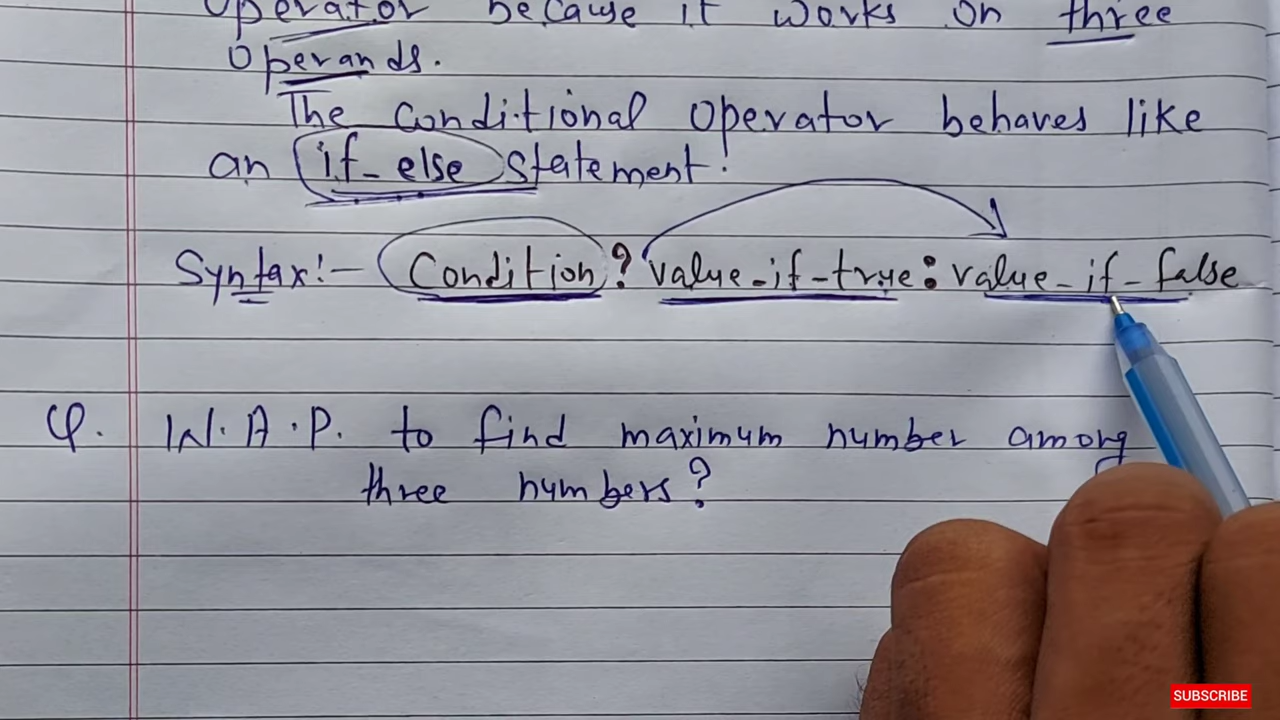 operator because it works on three
operands.
The conditional operator behaves like
an if-else statement.
Syntax:- Condition ? value-if-true : value-if-false
Q. W.A.P. to find maximum number among
three numbers?
SUBSCRIBE